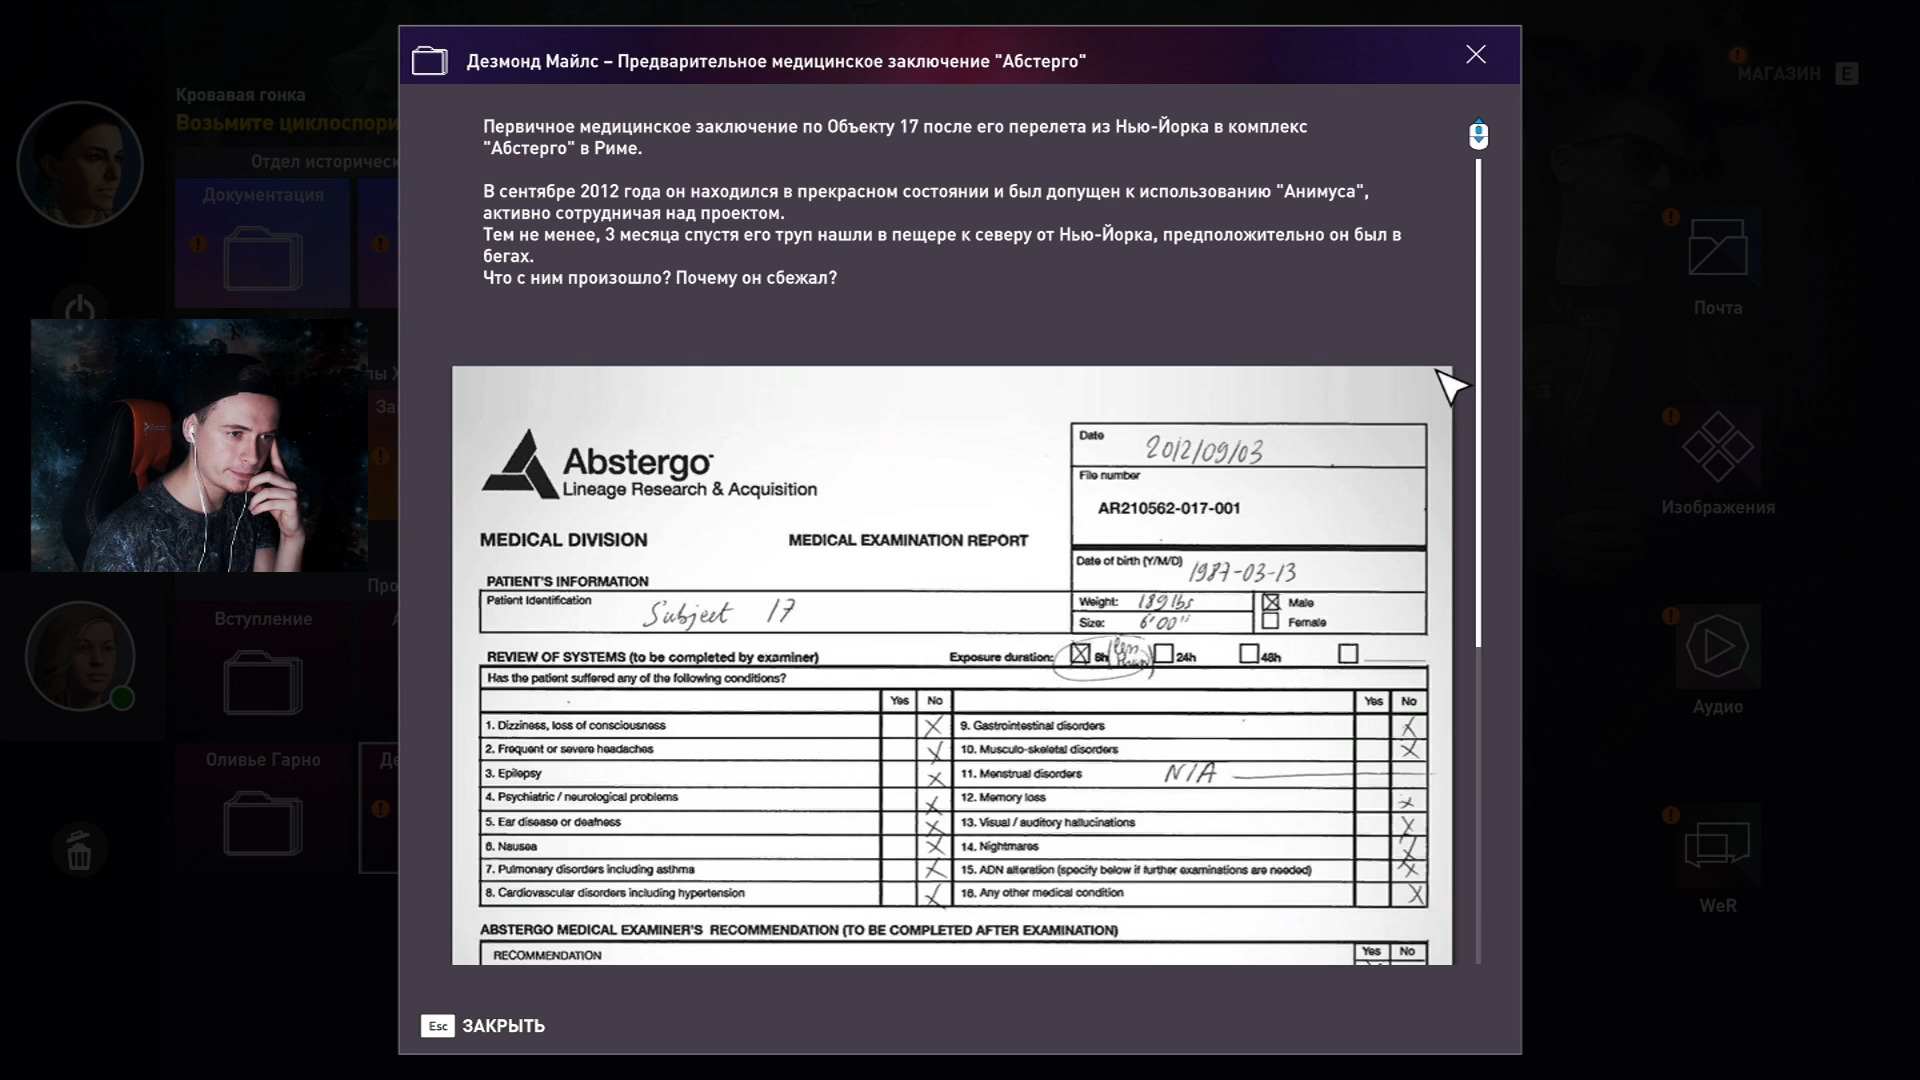 Дезмонд Майлс – Предварительное медицинское заключение "Абстерго"
МАГАЗИН E
Кровавая гонка
Возьмите циклоспори
Отдел историческ
Документация
Первичное медицинское заключение по Объекту 17 после его перелета из Нью-Йорка в комплекс
"Абстерго" в Риме.
В сентябре 2012 года он находился в прекрасном состоянии и был допущен к использованию "Анимуса",
активно сотрудничая над проектом.
Тем не менее, 3 месяца спустя его труп нашли в пещере к северу от Нью-Йорка, предположительно он был в
бегах.
Что с ним произошло? Почему он сбежал?
Почта
Изображения
Аудио
WeR
За
Про
Вступление
Оливье Гарно
Де
Abstergo
Lineage Research & Acquisition
Date 2012/09/03
File number
AR210562-017-001
MEDICAL DIVISION MEDICAL EXAMINATION REPORT
Date of birth (Y/M/D) 1987-03-13
PATIENT'S INFORMATION
Patient Identification Subject 17
Weight: 189 lbs Male
Size: 6'00" Female
REVIEW OF SYSTEMS (to be completed by examiner) Exposure duration: 8h 24h 48h
Has the patient suffered any of the following conditions?
Yes No Yes No
1. Dizziness, loss of consciousness 9. Gastrointestinal disorders
2. Frequent or severe headaches 10. Musculo-skeletal disorders
3. Epilepsy 11. Menstrual disorders N/A
4. Psychiatric / neurological problems 12. Memory loss
5. Ear disease or deafness 13. Visual / auditory hallucinations
6. Nausea 14. Nightmares
7. Pulmonary disorders including asthma 15. ADN alteration (specify below if further examinations are needed)
8. Cardiovascular disorders including hypertension 16. Any other medical condition
ABSTERGO MEDICAL EXAMINER'S RECOMMENDATION (TO BE COMPLETED AFTER EXAMINATION)
RECOMMENDATION Yes No
Esc ЗАКРЫТЬ